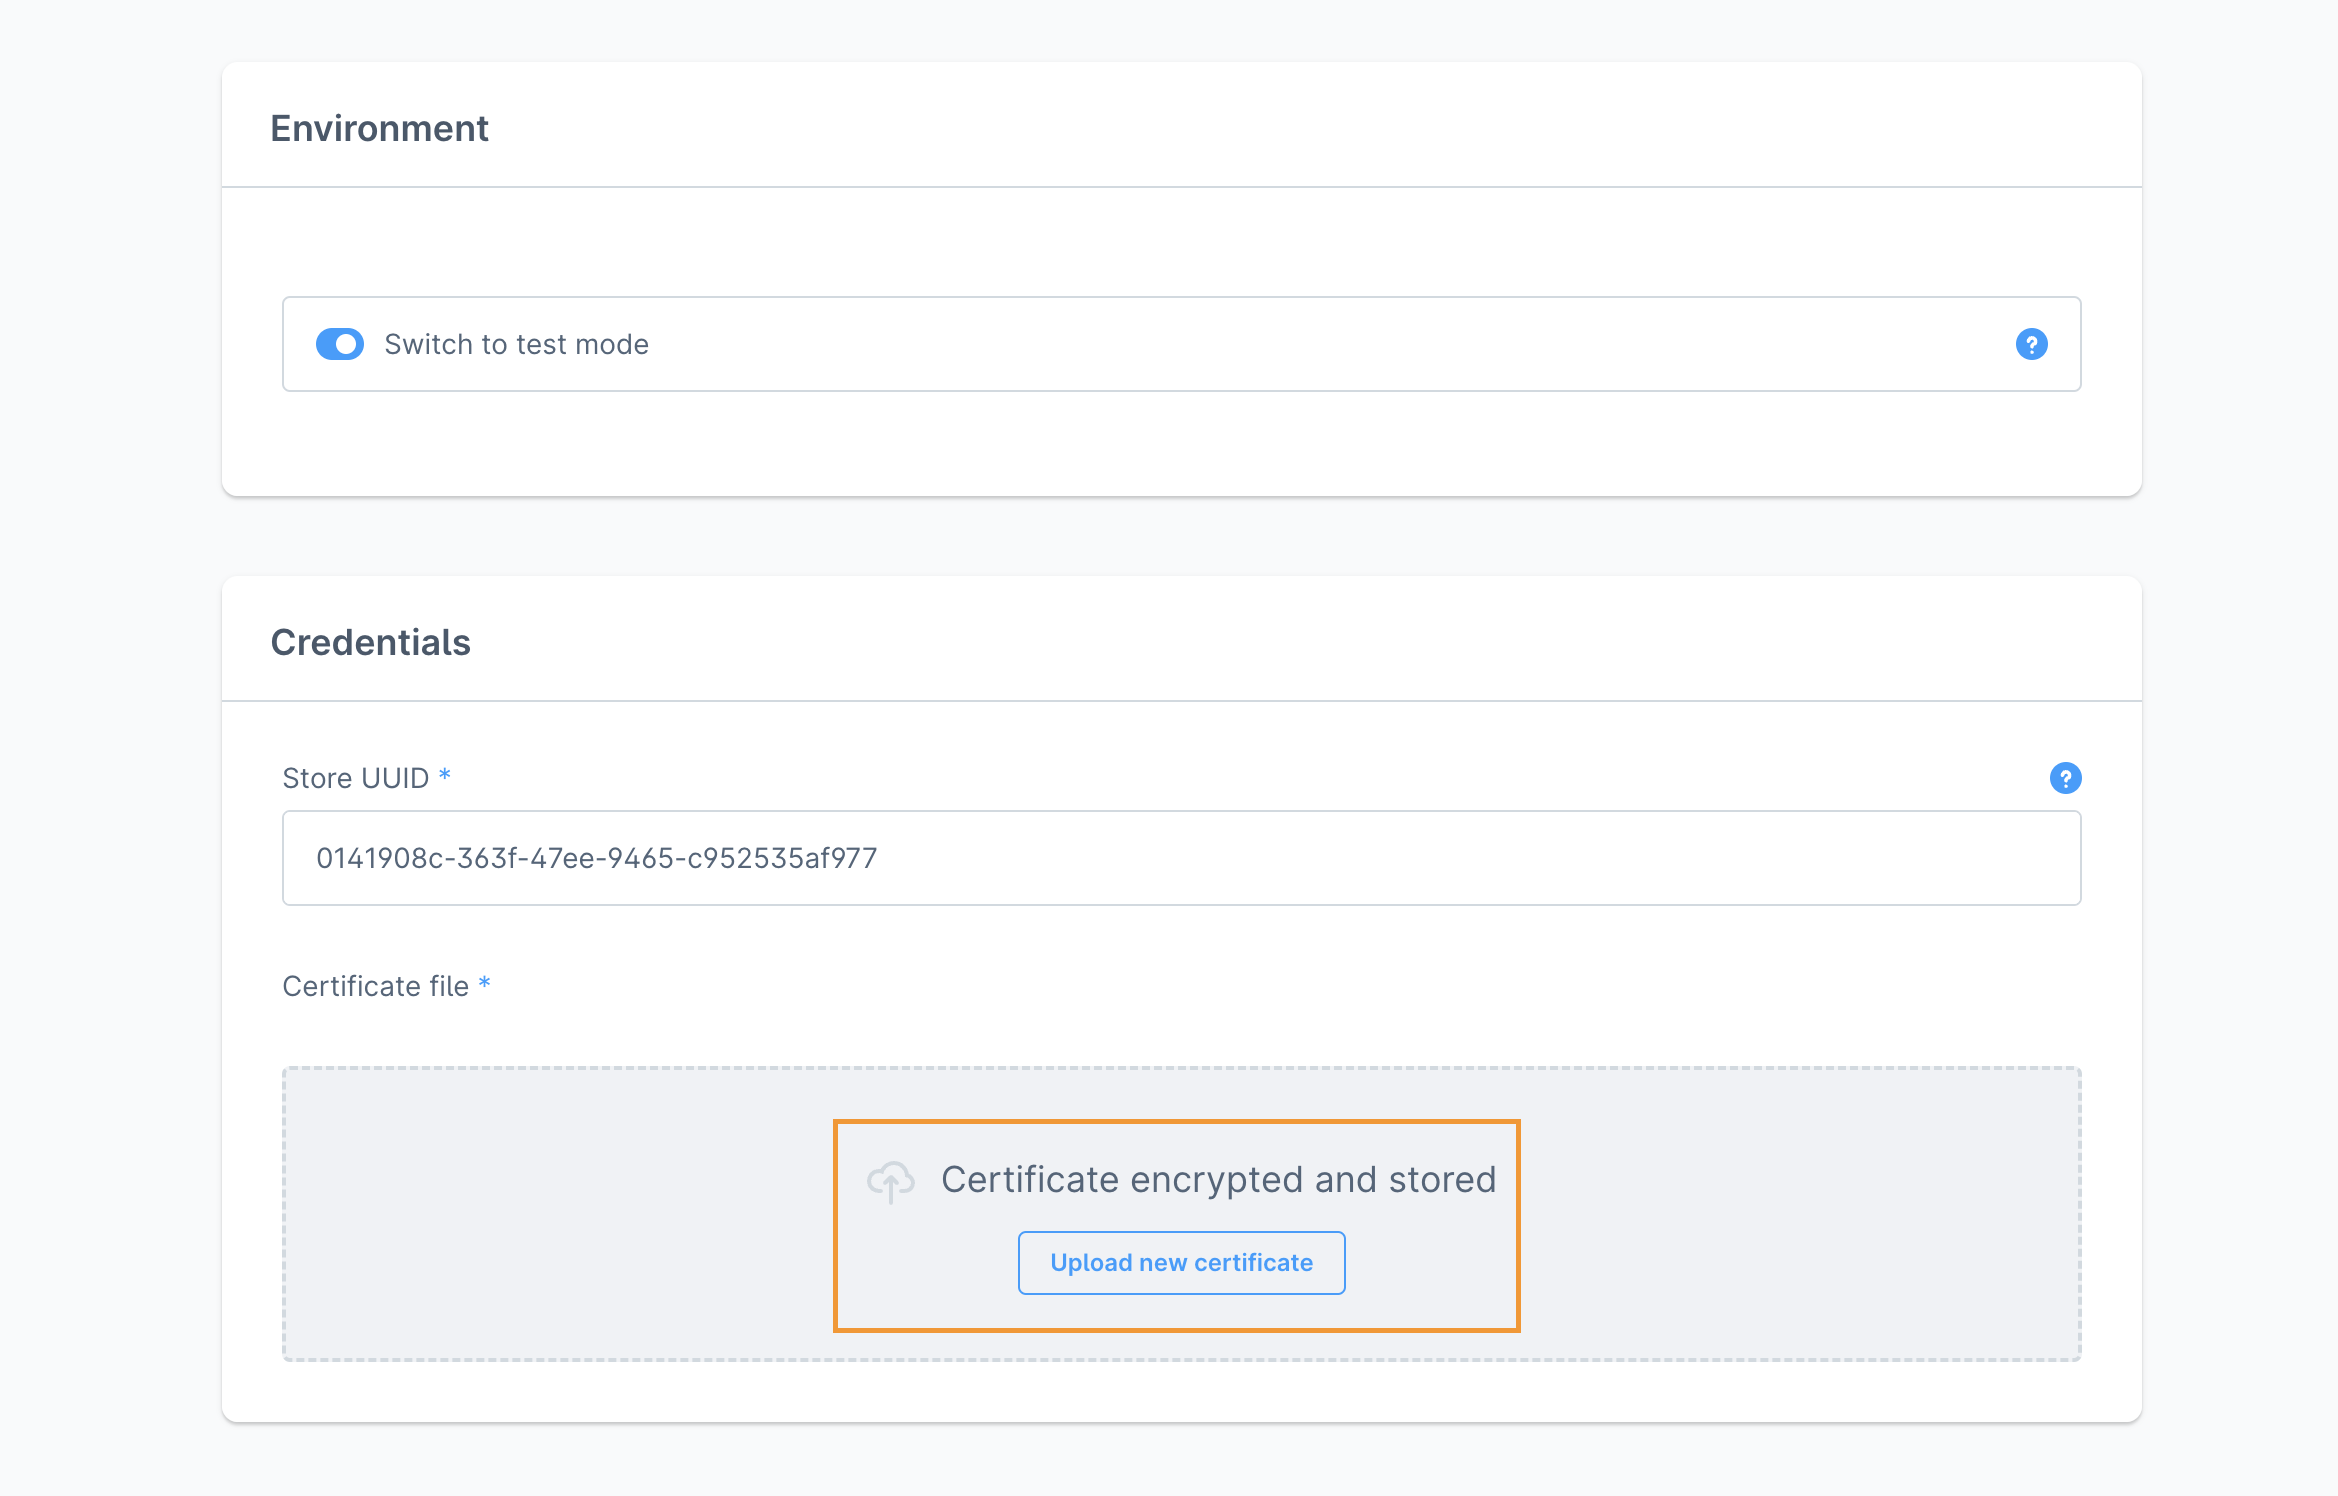 Environment
Switch to test mode
?
Credentials
Store UUID *
?
0141908c-363f-47ee-9465-c952535af977
Certificate file *
Certificate encrypted and stored
Upload new certificate